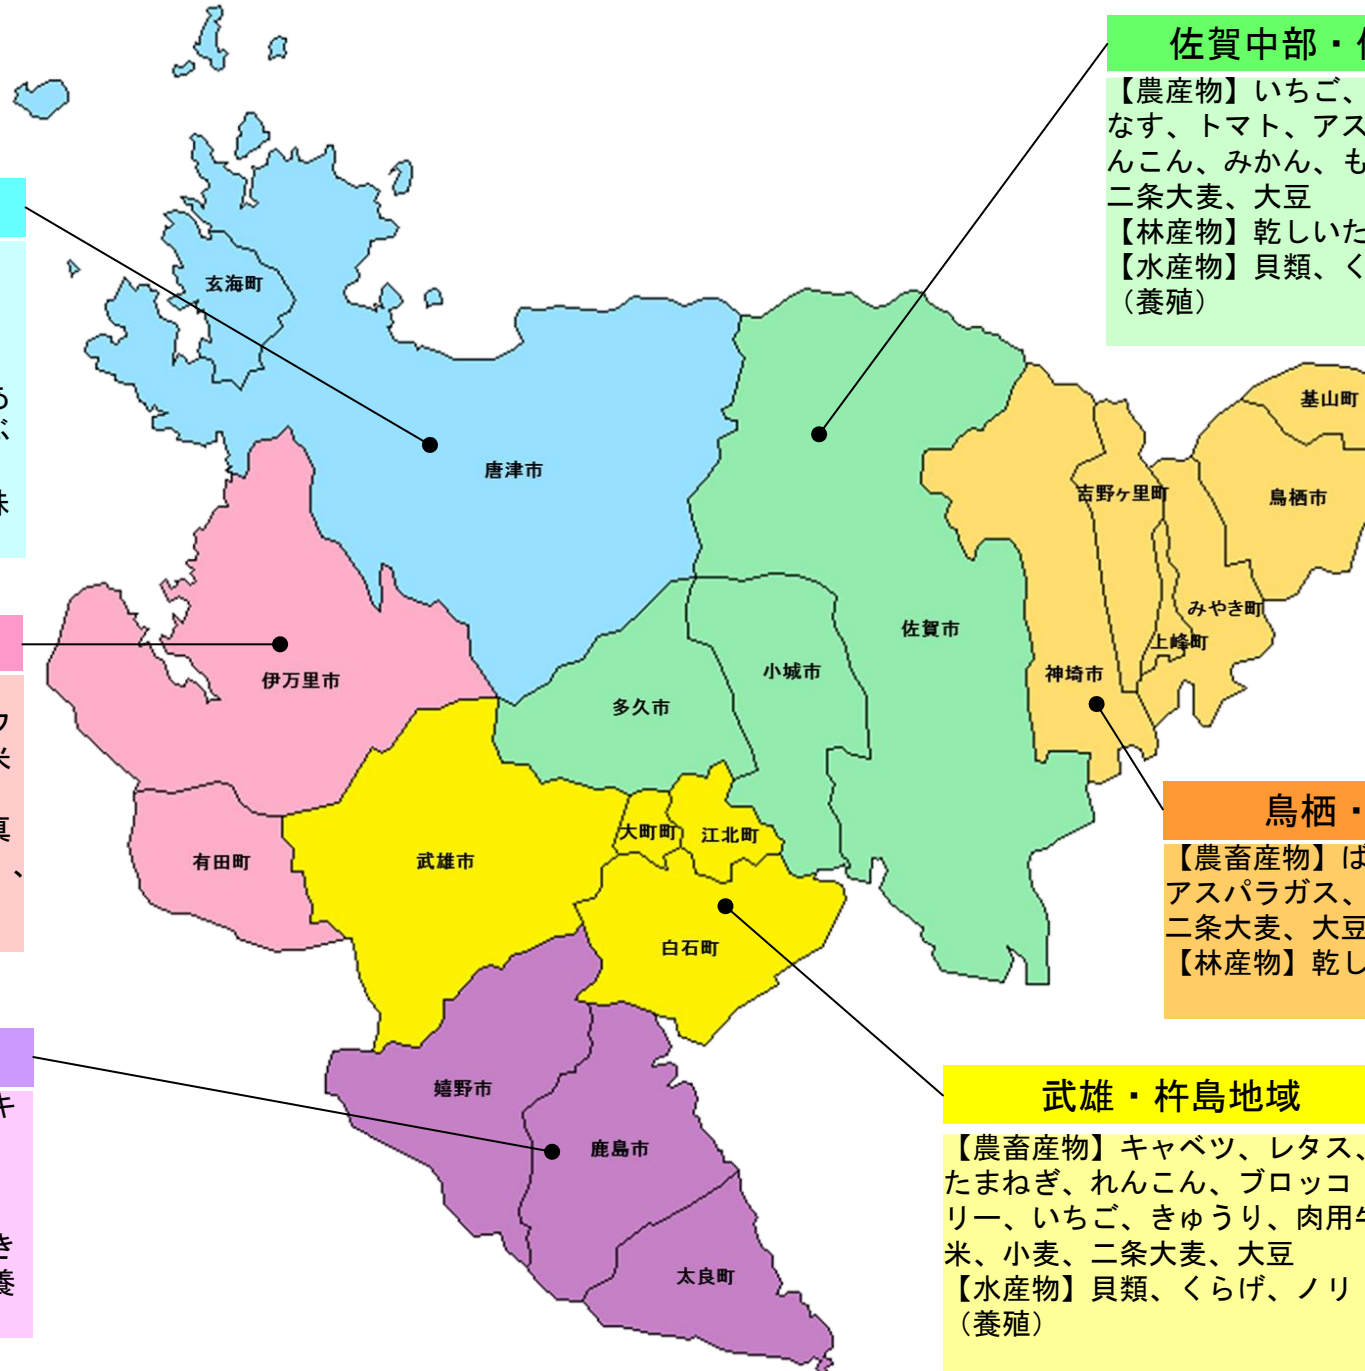 佐賀中部・
【農産物】いちご、
なす、トマト、アス
んこん、みかん、も
二条大麦、大豆
【林産物】乾しいた
【水産物】貝類、く
（養殖）
玄海町
唐津市
基山町
鳥栖市
吉野ヶ里町
みやき町
上峰町
神埼市
佐賀市
小城市
多久市
伊万里市
有田町
武雄市
大町町
江北町
白石町
嬉野市
鹿島市
太良町
る
ぶ
米
、
キ
き
養
鳥栖・
【農畜産物】ば
アスパラガス、
二条大麦、大豆
【林産物】乾し
武雄・杵島地域
【農畜産物】キャベツ、レタス、
たまねぎ、れんこん、ブロッコ
リー、いちご、きゅうり、肉用牛
米、小麦、二条大麦、大豆
【水産物】貝類、くらげ、ノリ
（養殖）